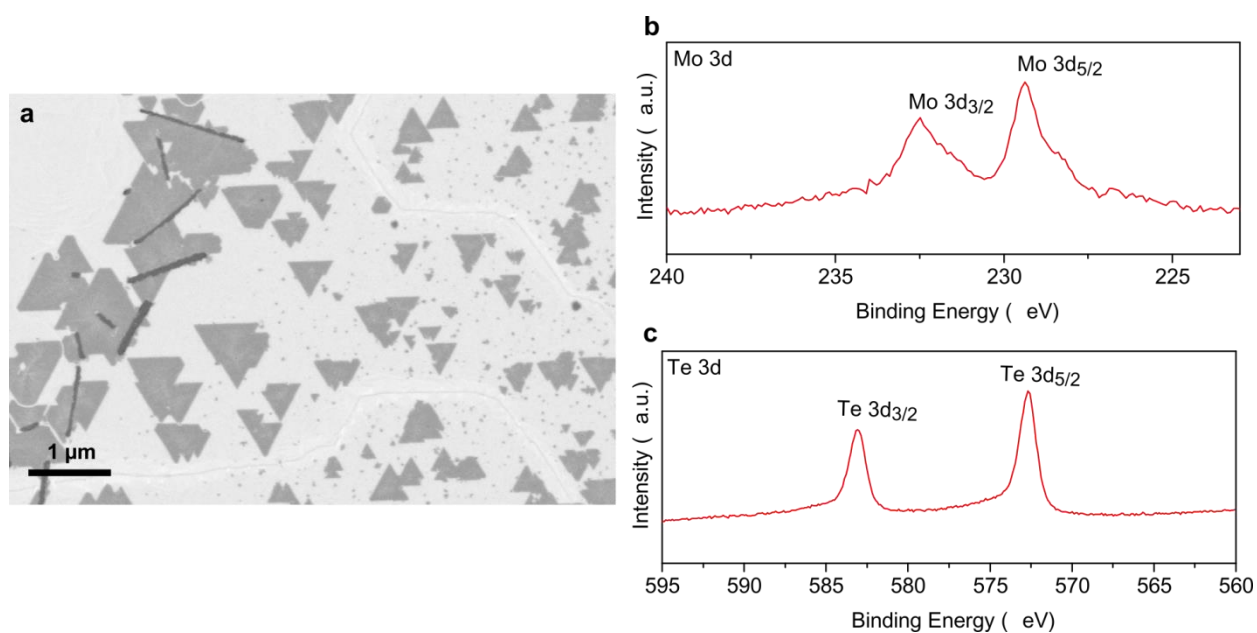 a
1 µm
b
Mo 3d
Mo 3d3/2
Mo 3d5/2
Intensity ( a.u.)
240
235
230
225
Binding Energy ( eV)
c
Te 3d
Te 3d3/2
Te 3d5/2
Intensity ( a.u.)
595
590
585
580
575
570
565
560
Binding Energy ( eV)